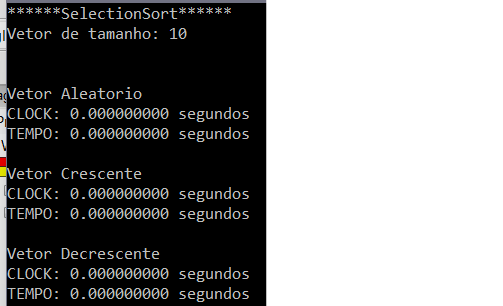 ******SelectionSort******
Vetor de tamanho: 10
Vetor Aleatorio
CLOCK: 0.000000000 segundos
TEMPO: 0.000000000 segundos
Vetor Crescente
CLOCK: 0.000000000 segundos
TEMPO: 0.000000000 segundos
Vetor Decrescente
CLOCK: 0.000000000 segundos
TEMPO: 0.000000000 segundos